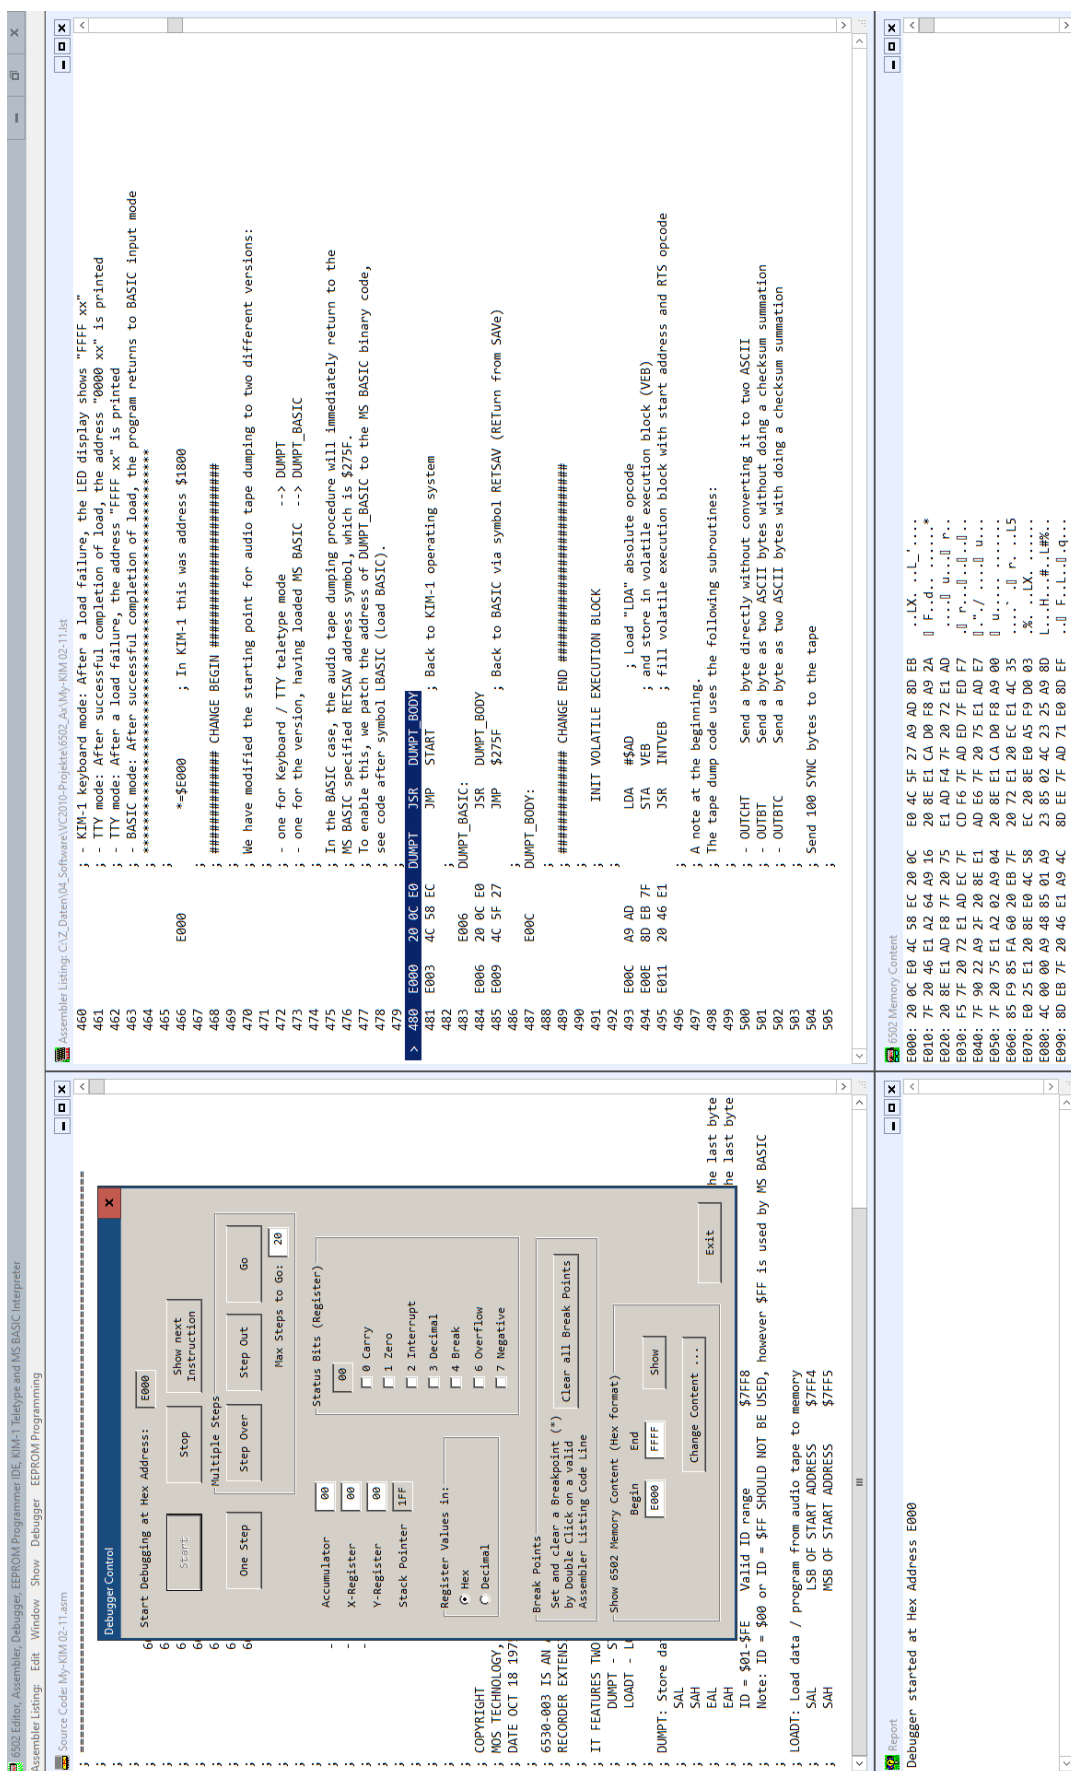 6502 Editor, Assembler, Debugger, EEPROM Programmer IDE, KIM-1 Teletype and MS BASIC Interpreter
Assembler Listing: Edit Window Show Debugger EEPROM Programming
Source Code: My-KIM 02-11.asm
; COPYRIGHT
; MOS TECHNOLOGY,
; DATE OCT 18 197
; 6530-003 IS AN
; RECORDER EXTENS
; IT FEATURES TWO
; DUMPT - S
; LOADT - L
; DUMPT: Store da
; SAL
; SAH
; EAL he last byte
; EAH he last byte
; ID = $01-$FE Valid ID range $7FF8
; Note: ID = $00 or ID = $FF SHOULD NOT BE USED, however $FF is used by MS BASIC
; LOADT: Load data / program from audio tape to memory
; SAL LSB OF START ADDRESS $7FF4
; SAH MSB OF START ADDRESS $7FF5
Debugger Control
Start Debugging at Hex Address: E000
Start
Stop
Show next Instruction
Multiple Steps
One Step
Step Over
Step Out
Go
Max Steps to Go: 20
Accumulator 00
X-Register 00
Y-Register 00
Stack Pointer 1FF
Status Bits (Register)
00
0 Carry
1 Zero
2 Interrupt
3 Decimal
4 Break
6 Overflow
7 Negative
Register Values in:
Hex
Decimal
Break Points
Set and clear a Breakpoint (*)
by Double Click on a valid
Assembler Listing Code Line
Clear all Break Points
Show 6502 Memory Content (Hex format)
Begin End
E000 FFFF Show
Change Content ...
Exit
Assembler Listing: C:\Z_Daten\04_Software\VC2010-Projekte\6502_Ax\My-KIM 02-11.lst
460 ; - KIM-1 keyboard mode: After a load failure, the LED display shows "FFFF xx"
461 ; - TTY mode: After successful completion of load, the address "0000 xx" is printed
462 ; - TTY mode: After a load failure, the address "FFFF xx" is printed
463 ; - BASIC mode: After successful completion of load, the program returns to BASIC input mode
464 ; ****************************************************
465 ;
466 E000 *=$E000 ; In KIM-1 this was address $1800
467 ;
468 ; ############ CHANGE BEGIN #########################
469 ;
470 ; We have modified the starting point for audio tape dumping to two different versions:
471 ;
472 ; - one for Keyboard / TTY teletype mode --> DUMPT
473 ; - one for the version, having loaded MS BASIC --> DUMPT_BASIC
474 ;
475 ; In the BASIC case, the audio tape dumping procedure will immediately return to the
476 ; MS BASIC specified RETSAV address symbol, which is $275F.
477 ; To enable this, we patch the address of DUMPT_BASIC to the MS BASIC binary code,
478 ; see code after symbol LBASIC (Load BASIC).
479 ;
> 480 E000 20 0C E0 DUMPT JSR DUMPT_BODY
481 E003 4C 58 EC JMP START ; Back to KIM-1 operating system
482 ;
483 E006 DUMPT_BASIC:
484 E006 20 0C E0 JSR DUMPT_BODY
485 E009 4C 5F 27 JMP $275F ; Back to BASIC via symbol RETSAV (RETurn from SAVe)
486 ;
487 E00C DUMPT_BODY:
488 ;
489 ; ############ CHANGE END ###########################
490 ;
491 ; INIT VOLATILE EXECUTION BLOCK
492 ;
493 E00C A9 AD LDA #$AD ; Load "LDA" absolute opcode
494 E00E 8D EB 7F STA VEB ; and store in volatile execution block (VEB)
495 E011 20 46 E1 JSR INTVEB ; fill volatile execution block with start address and RTS opcode
496 ;
497 ; A note at the beginning.
498 ; The tape dump code uses the following subroutines:
499 ;
500 ; - OUTCHT Send a byte directly without converting it to two ASCII
501 ; - OUTBT Send a byte as two ASCII bytes without doing a checksum summation
502 ; - OUTBTC Send a byte as two ASCII bytes with doing a checksum summation
503 ;
504 ; Send 100 SYNC bytes to the tape
505 ;
Report
Debugger started at Hex Address E000
6502 Memory Content
E000: 20 0C E0 4C 58 EC 20 0C E0 4C 5F 27 A9 AD 8D EB
E010: 7F 20 46 E1 A2 64 A9 16 20 8E E1 CA D0 F8 A9 2A
E020: 20 8E E1 AD F8 7F 20 75 E1 AD F4 7F 20 72 E1 AD
E030: F5 7F 20 72 E1 AD EC 7F CD F6 7F AD ED 7F ED F7
E040: 7F 90 22 A9 2F 20 8E E1 AD E6 7F 20 75 E1 AD E7
E050: 7F 20 75 E1 A2 02 A9 04 20 8E E1 CA D0 F8 A9 00
E060: 85 F9 85 FA 60 20 EB 7F 20 72 E1 20 EC E1 4C 35
E070: E0 25 E1 20 8E E0 4C 58 EC 20 8E E0 A5 F9 D0 03
E080: 4C 00 00 A9 48 85 01 A9 23 85 02 4C 23 25 A9 8D
E090: 8D EB 7F 20 46 E1 A9 4C 8D EE 7F AD 71 E0 8D EF